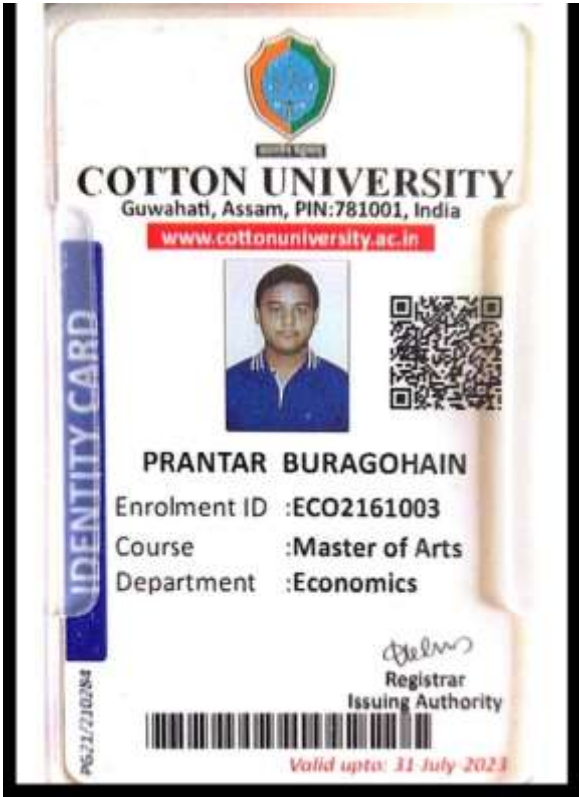 COTTON UNIVERSITY
Guwahati, Assam, PIN:781001, India
www.cottonuniversity.ac.in
IDENTITY CARD
PRANTAR BURAGOHAIN
Enrolment ID :ECO2161003
Course :Master of Arts
Department :Economics
Registrar
Issuing Authority
PG21/210284
Valid upto: 31-July-2023